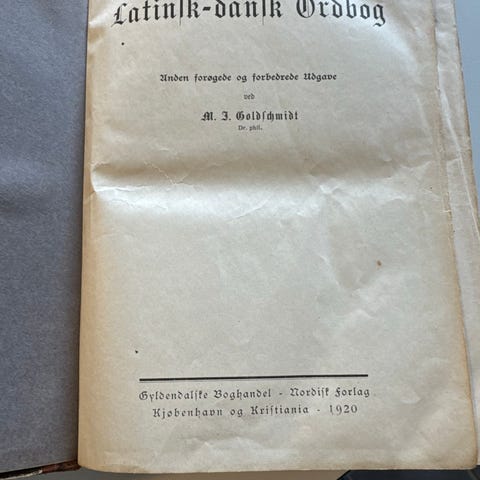 Latinſk-danſk Ordbog
Anden forøgede og forbedrede Udgave
ved
M. J. Goldſchmidt
Dr. phil.
Gyldendalſke Boghandel - Nordiſk Forlag
Kjøbenhavn og Kriſtiania - 1920